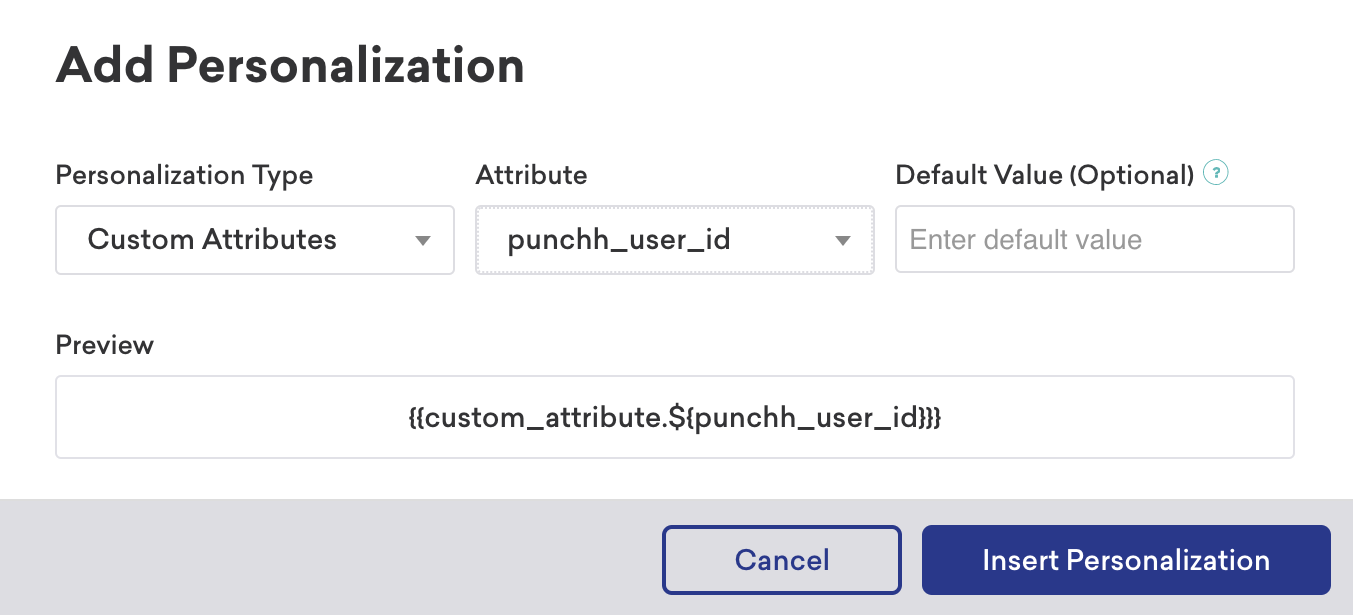 Add Personalization
Personalization Type
Attribute
Default Value (Optional) ?
Custom Attributes
punchh_user_id
Enter default value
Preview
{{custom_attribute.${punchh_user_id}}}
Cancel
Insert Personalization